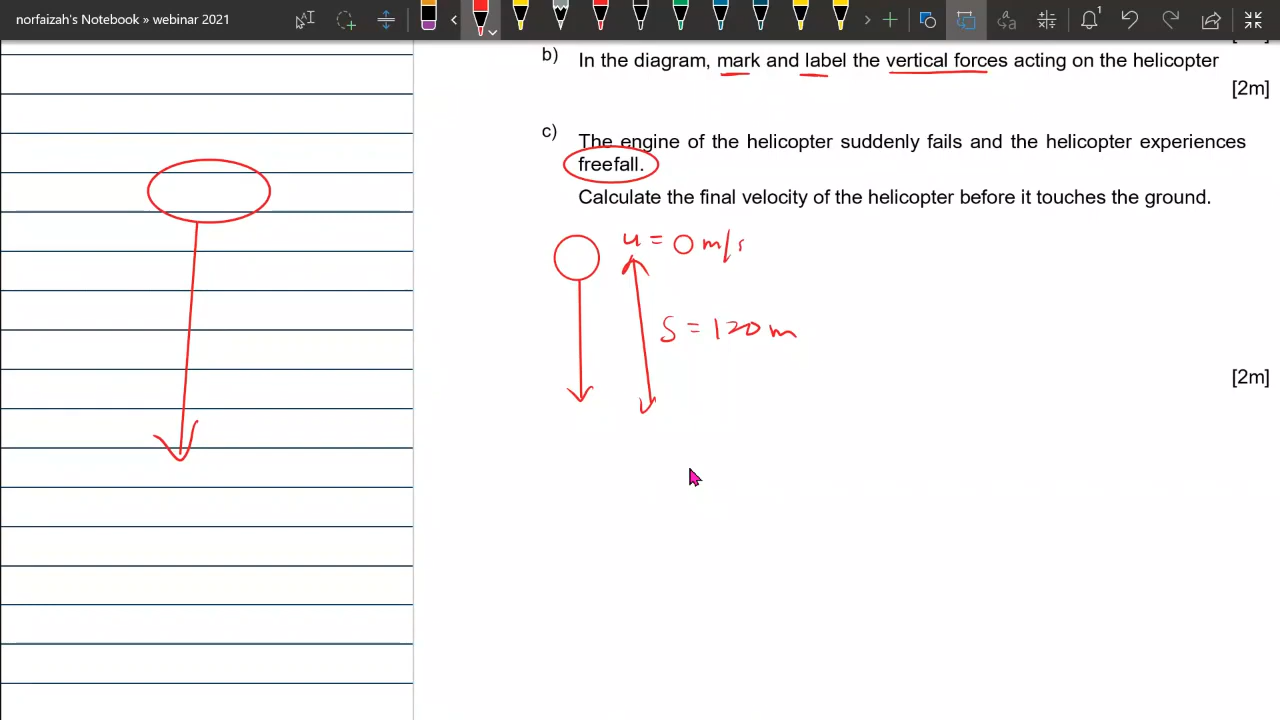 norfaizah's Notebook » webinar 2021
b) In the diagram, mark and label the vertical forces acting on the helicopter
[2m]
c) The engine of the helicopter suddenly fails and the helicopter experiences
freefall.
Calculate the final velocity of the helicopter before it touches the ground.
u = 0 m/s
S = 120 m
[2m]